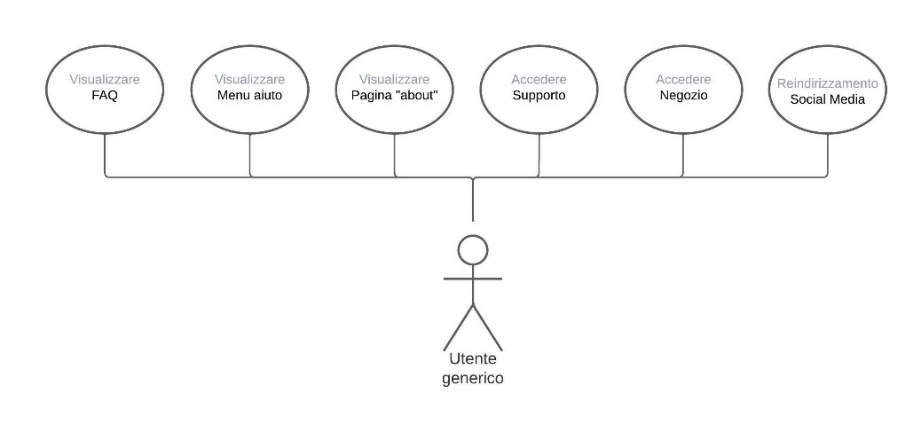 Visualizzare
FAQ
Visualizzare
Menu aiuto
Visualizzare
Pagina "about"
Accedere
Supporto
Accedere
Negozio
Reindirizzamento
Social Media
Utente
generico